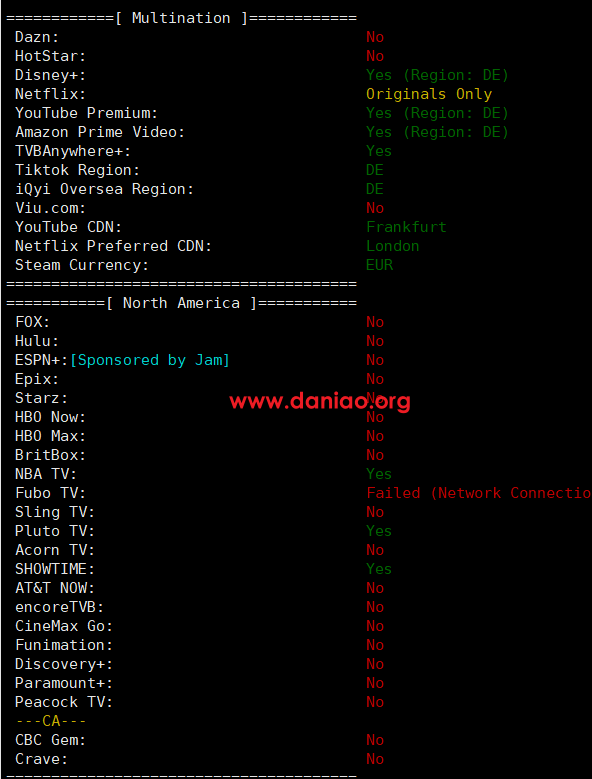 ============[ Multination ]============
Dazn: No
HotStar: No
Disney+: Yes (Region: DE)
Netflix: Originals Only
YouTube Premium: Yes (Region: DE)
Amazon Prime Video: Yes (Region: DE)
TVBAnywhere+: Yes
Tiktok Region: DE
iQyi Oversea Region: DE
Viu.com: No
YouTube CDN: Frankfurt
Netflix Preferred CDN: London
Steam Currency: EUR
=======================================
===========[ North America ]===========
FOX: No
Hulu: No
ESPN+:[Sponsored by Jam] No
Epix: No
Starz: No
www.daniao.org
HBO Now: No
HBO Max: No
BritBox: No
NBA TV: Yes
Fubo TV: Failed (Network Connectio
Sling TV: No
Pluto TV: Yes
Acorn TV: No
SHOWTIME: Yes
AT&T NOW: No
encoreTVB: No
CineMax Go: No
Funimation: No
Discovery+: No
Paramount+: No
Peacock TV: No
---CA---
CBC Gem: No
Crave: No
=======================================